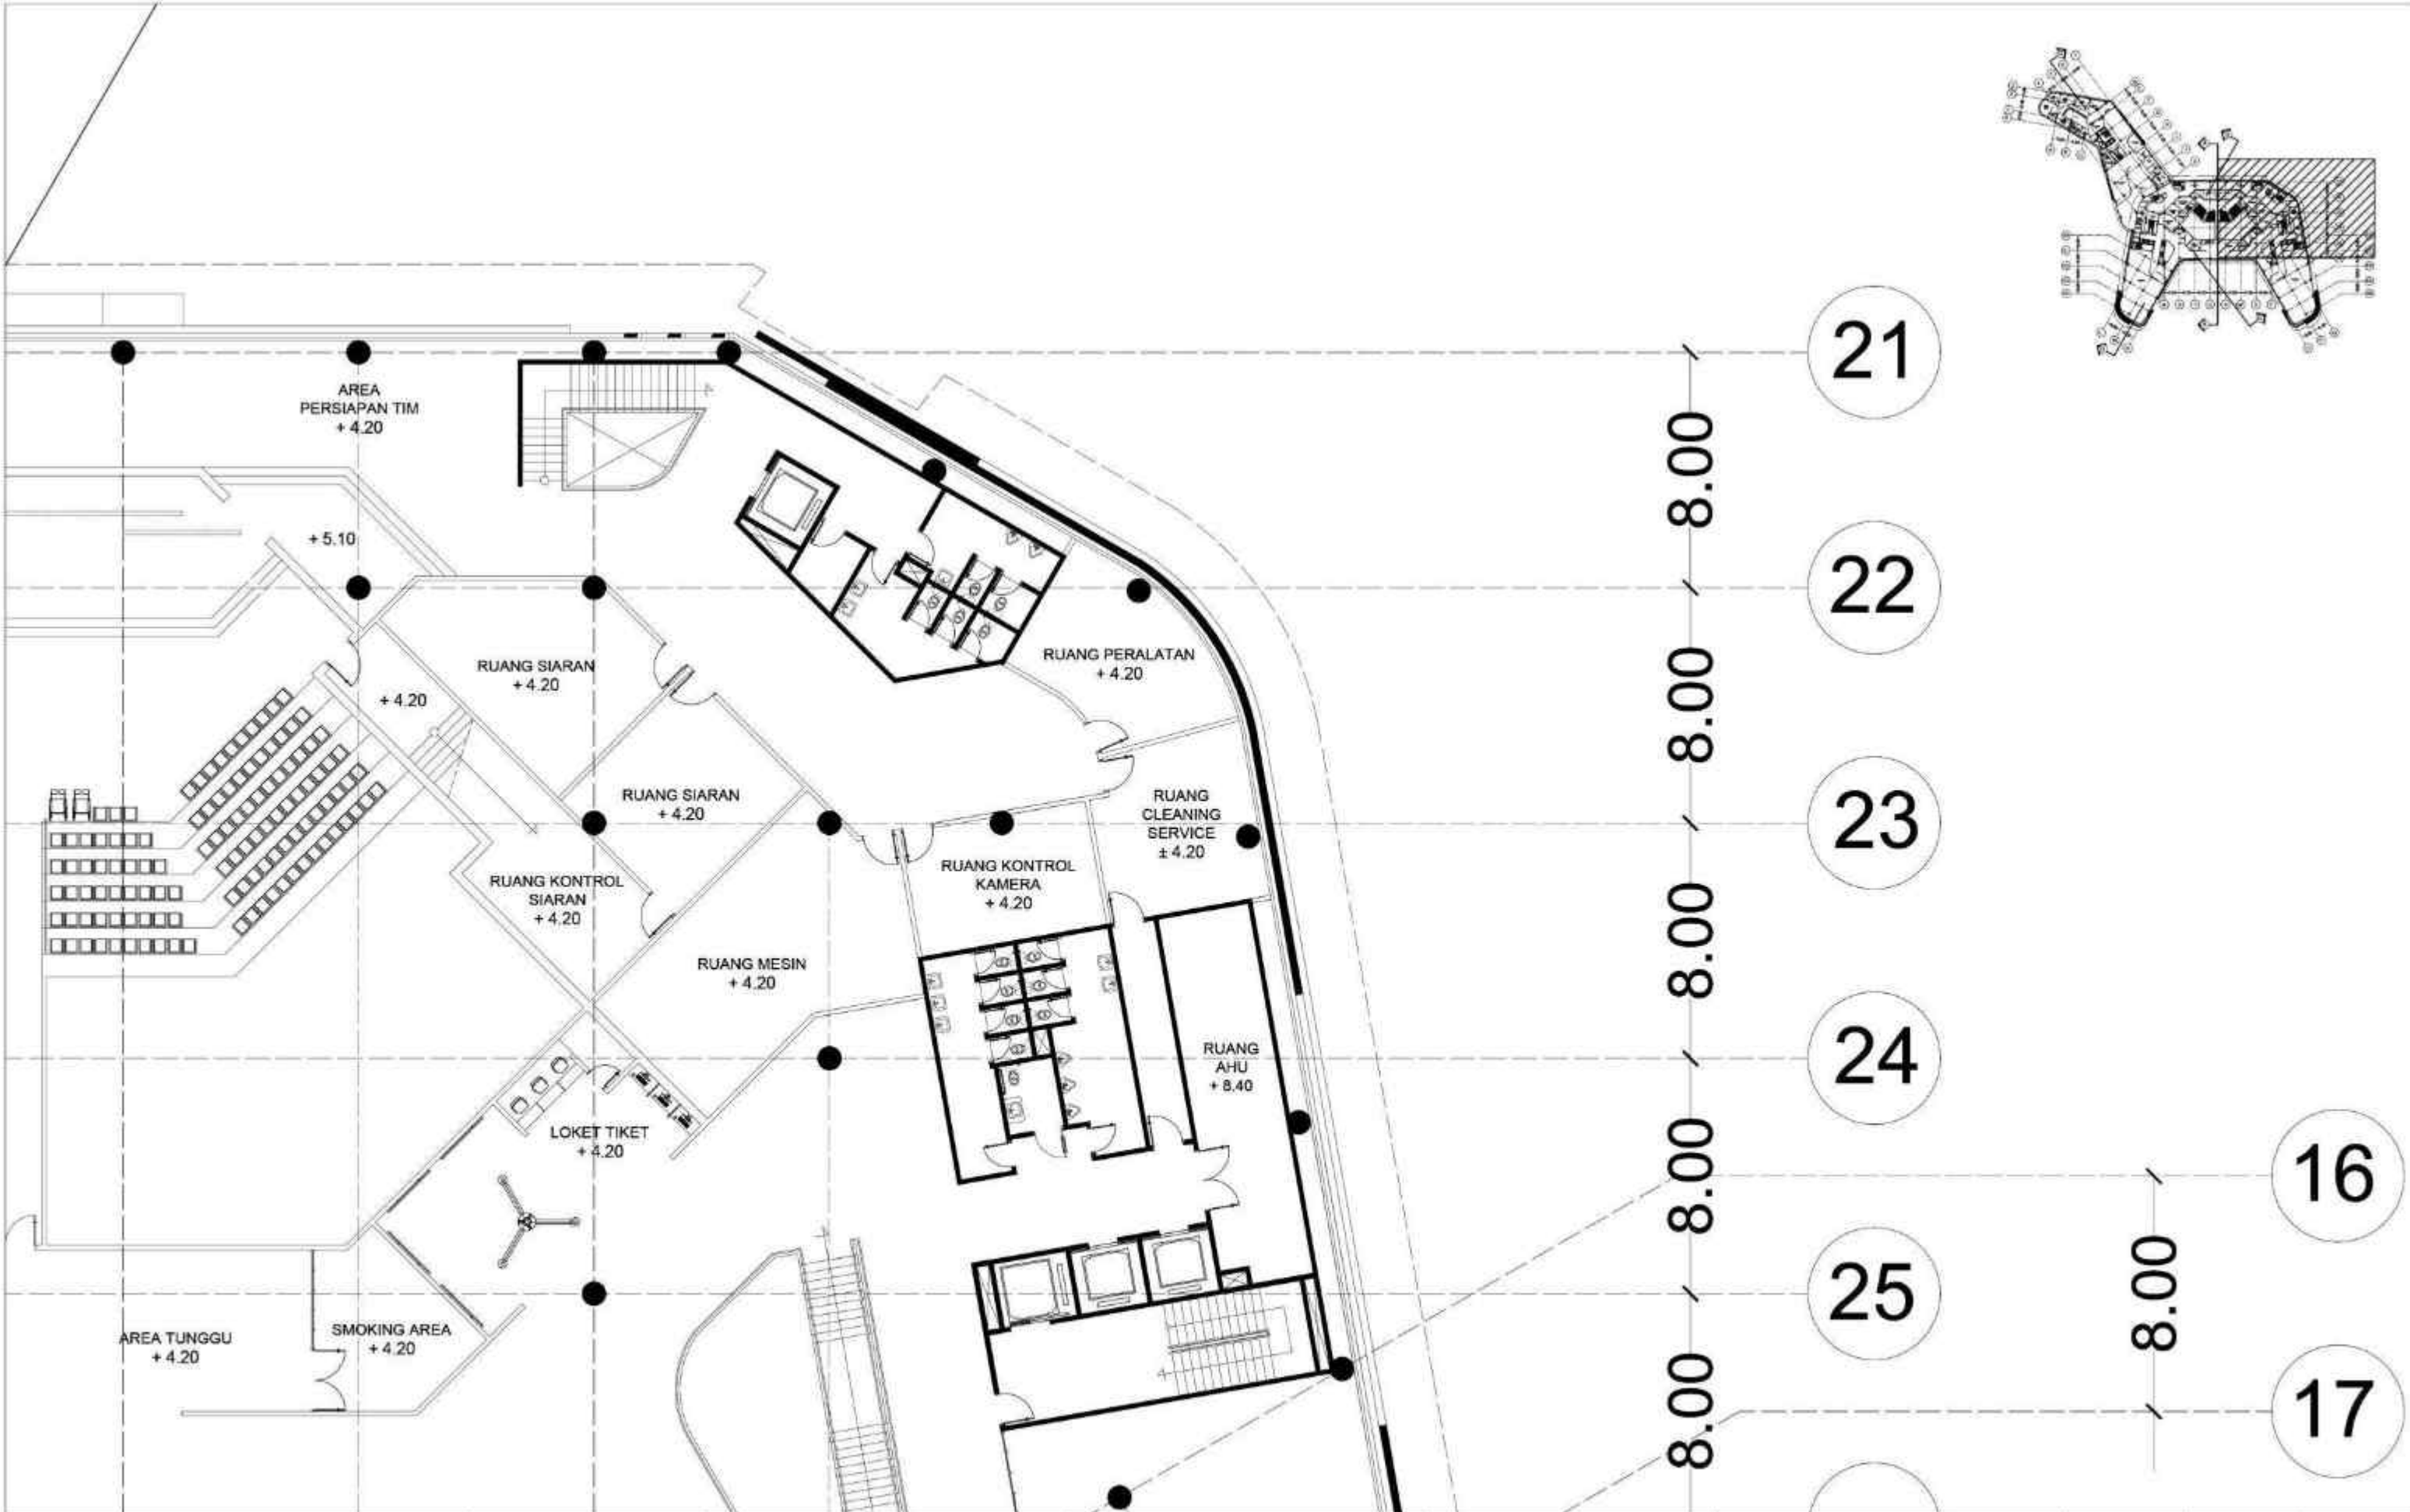 21
AREA
PERSIAPAN TIM
+ 4.20
8.00
+ 5.10
22
RUANG SIARAN
+ 4.20
RUANG PERALATAN
+ 4.20
+ 4.20
8.00
RUANG SIARAN
+ 4.20
RUANG
CLEANING
SERVICE
± 4.20
23
RUANG KONTROL
SIARAN
+ 4.20
RUANG KONTROL
KAMERA
+ 4.20
8.00
RUANG MESIN
+ 4.20
24
RUANG
AHU
+ 8.40
LOKET TIKET
+ 4.20
8.00
16
25
8.00
AREA TUNGGU
+ 4.20
SMOKING AREA
+ 4.20
8.00
17